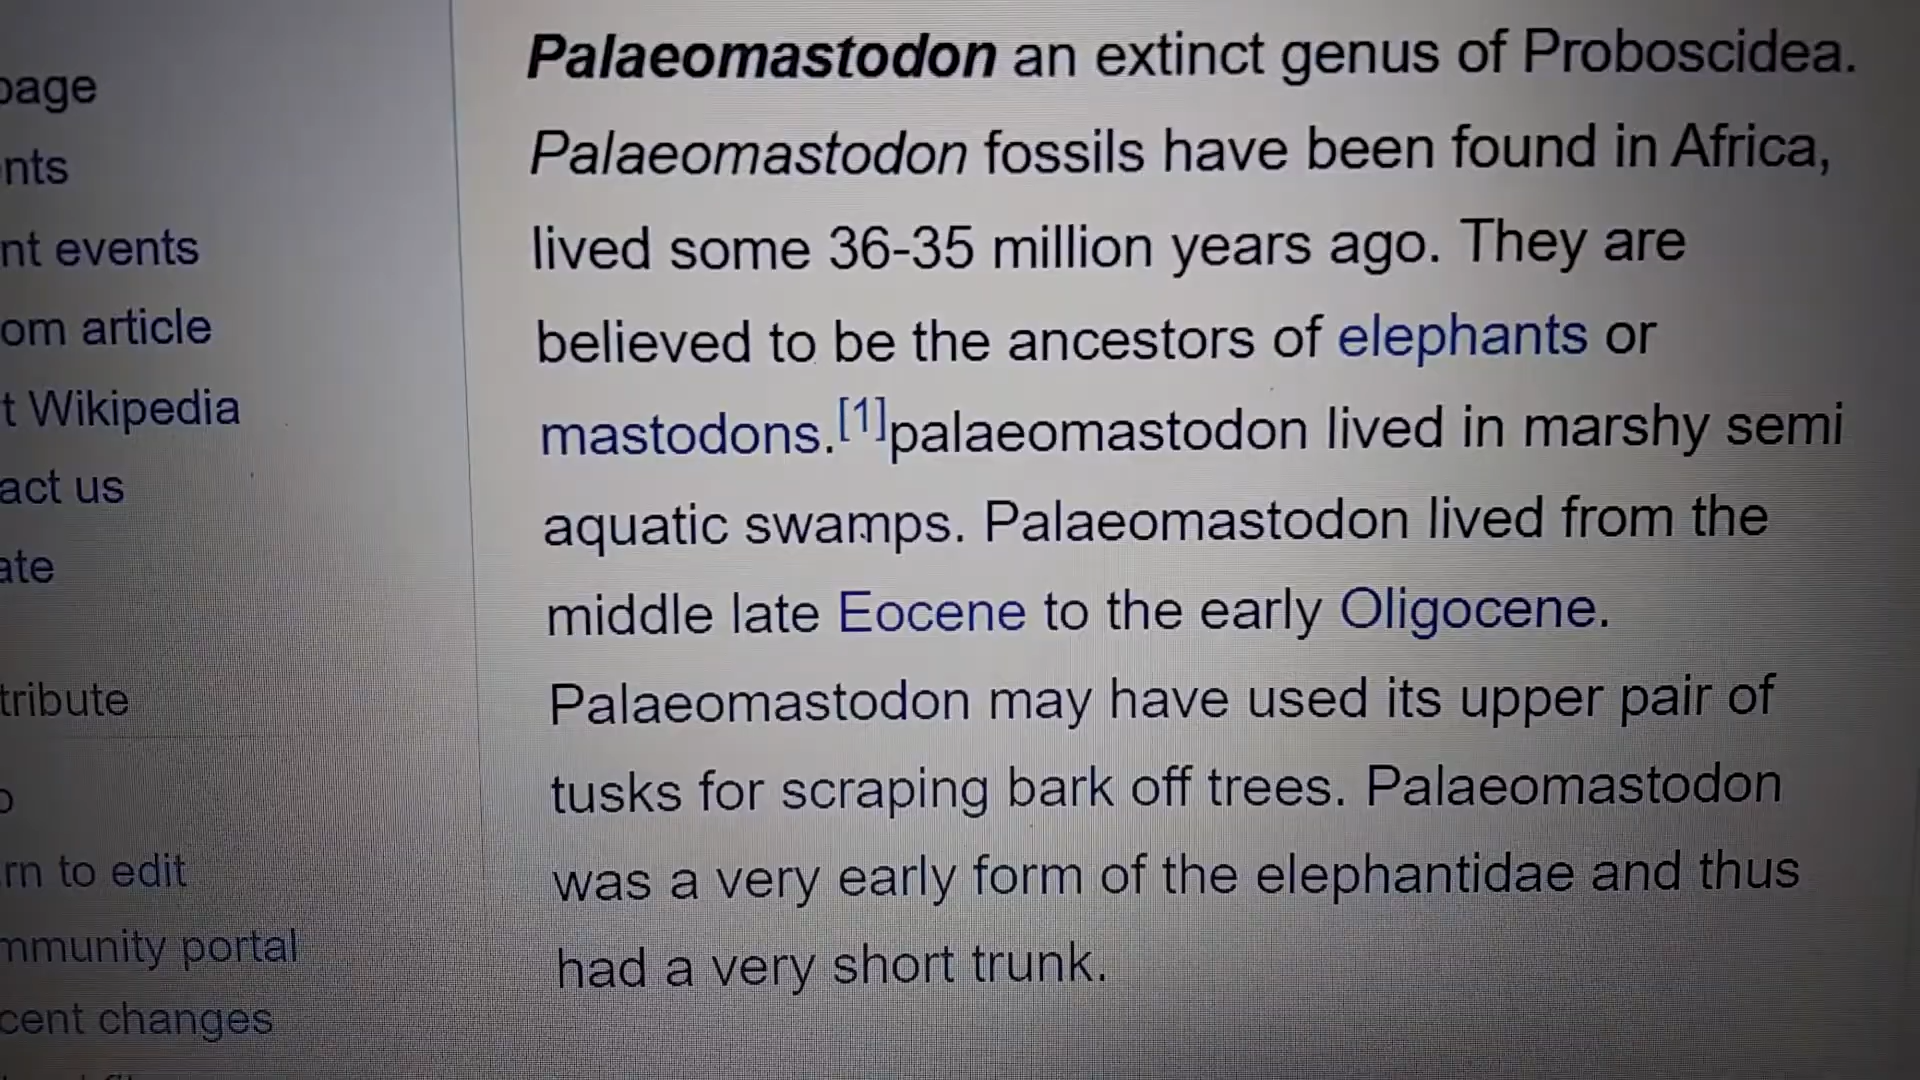 page
nts
nt events
om article
t Wikipedia
act us
ate
tribute
rn to edit
mmunity portal
cent changes
Palaeomastodon an extinct genus of Proboscidea.
Palaeomastodon fossils have been found in Africa,
lived some 36-35 million years ago. They are
believed to be the ancestors of elephants or
mastodons.[1]palaeomastodon lived in marshy semi
aquatic swamps. Palaeomastodon lived from the
middle late Eocene to the early Oligocene.
Palaeomastodon may have used its upper pair of
tusks for scraping bark off trees. Palaeomastodon
was a very early form of the elephantidae and thus
had a very short trunk.